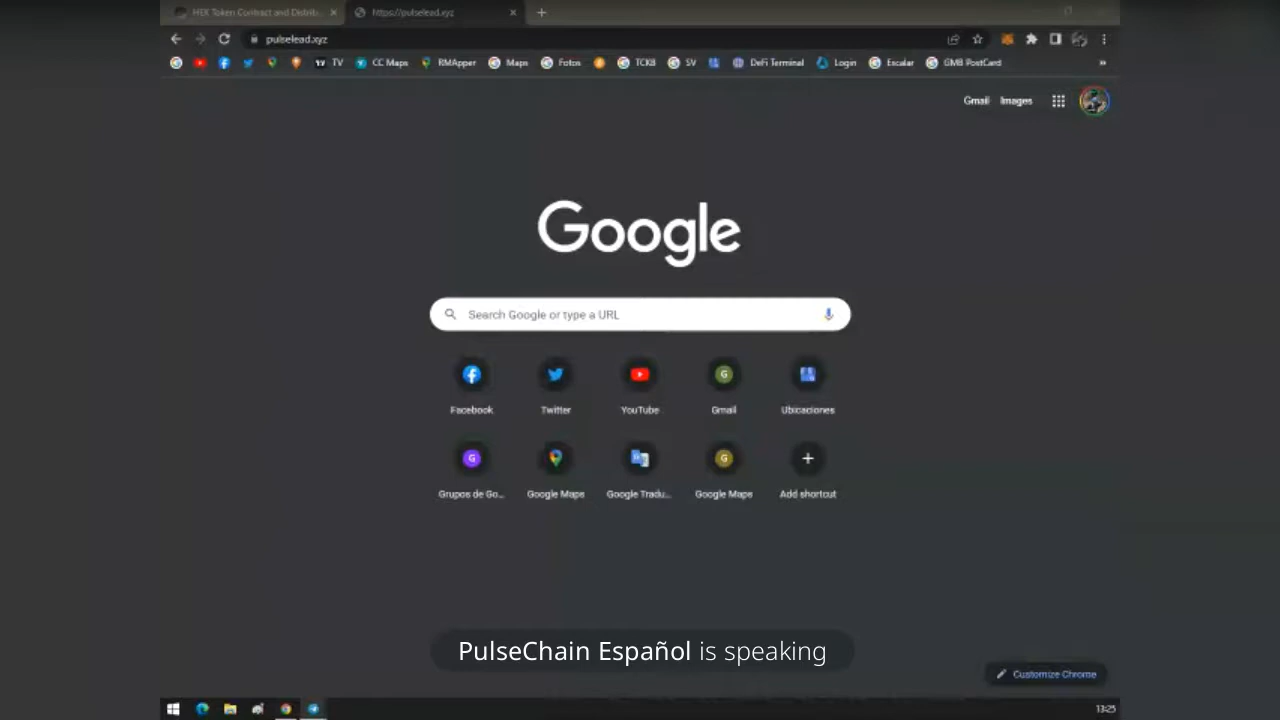 HEX Token Contract and Distrib
https://pulselead.xyz
pulselead.xyz
TV CC Maps RMApper Maps Fotos TCKB SV DeFi Terminal Login Escalar GMB PostCard »
Gmail Images
Google
Search Google or type a URL
Facebook Twitter YouTube Gmail Ubicaciones
Grupos de Go... Google Maps Google Tradu... Google Maps Add shortcut
PulseChain Español is speaking
Customize Chrome
13:25